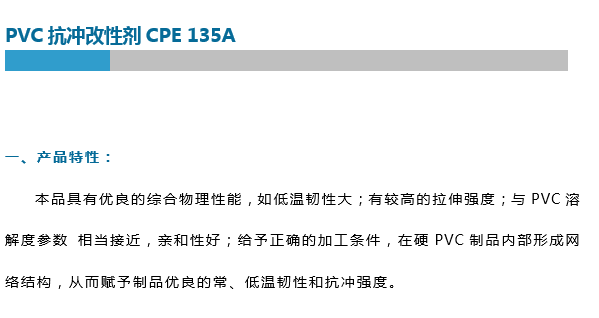 PVC 抗冲改性剂 CPE 135A
一、产品特性：
本品具有优良的综合物理性能，如低温韧性大；有较高的拉伸强度；与 PVC 溶
解度参数 相当接近，亲和性好；给予正确的加工条件，在硬 PVC 制品内部形成网
络结构，从而赋予制品优良的常、低温韧性和抗冲强度。